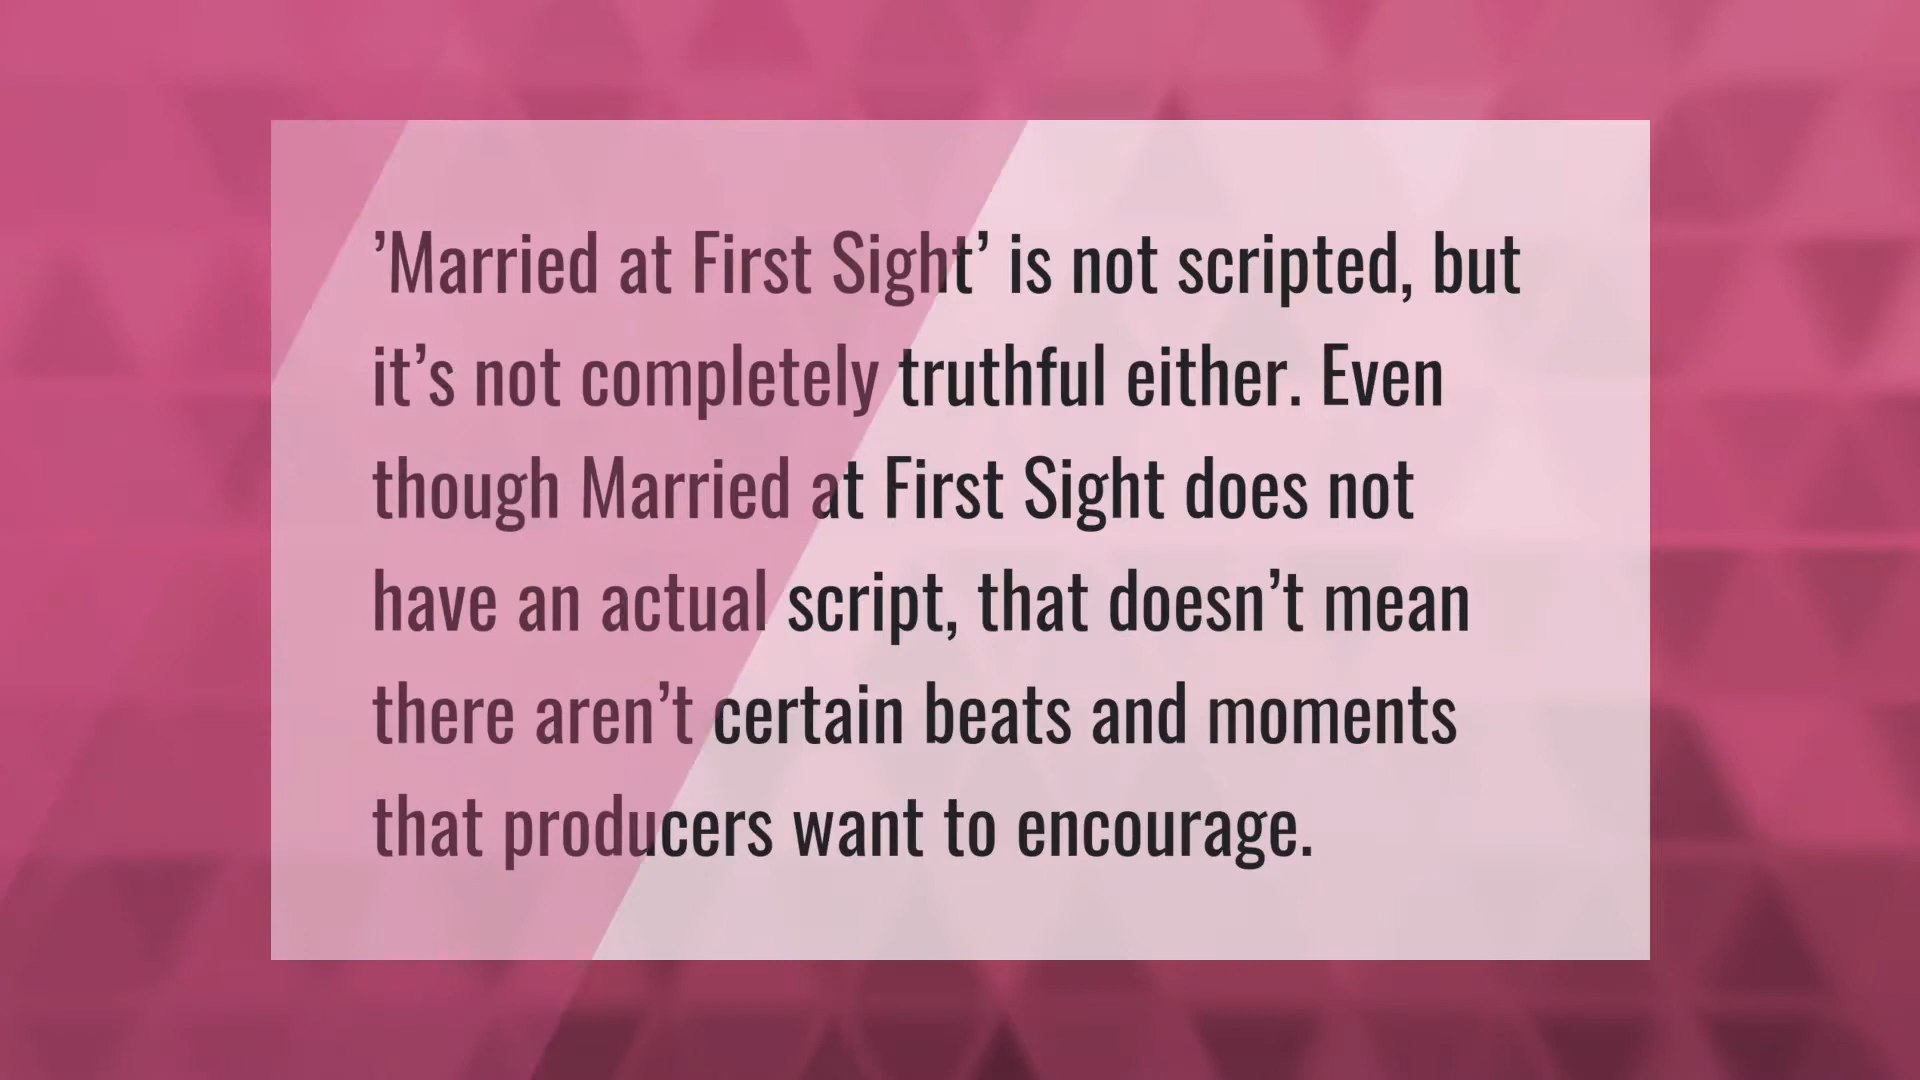 ’Married at First Sight’ is not scripted, but
it’s not completely truthful either. Even
though Married at First Sight does not
have an actual script, that doesn’t mean
there aren’t certain beats and moments
that producers want to encourage.